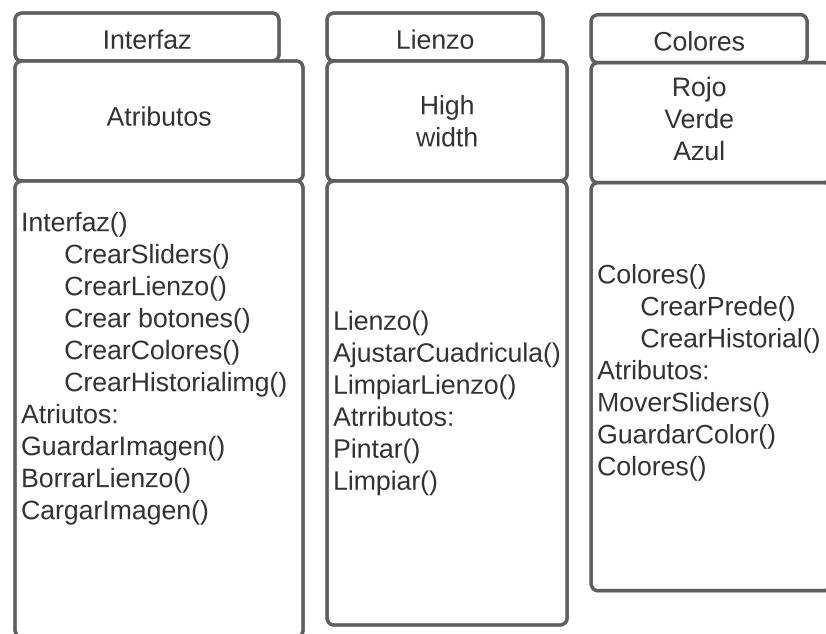 Interfaz
Atributos
Interfaz()
CrearSliders()
CrearLienzo()
Crear botones()
CrearColores()
CrearHistorialimg()
Atriutos:
GuardarImagen()
BorrarLienzo()
CargarImagen()
Lienzo
High
width
Lienzo()
AjustarCuadricula()
LimpiarLienzo()
Atrributos:
Pintar()
Limpiar()
Colores
Rojo
Verde
Azul
Colores()
CrearPrede()
CrearHistorial()
Atributos:
MoverSliders()
GuardarColor()
Colores()